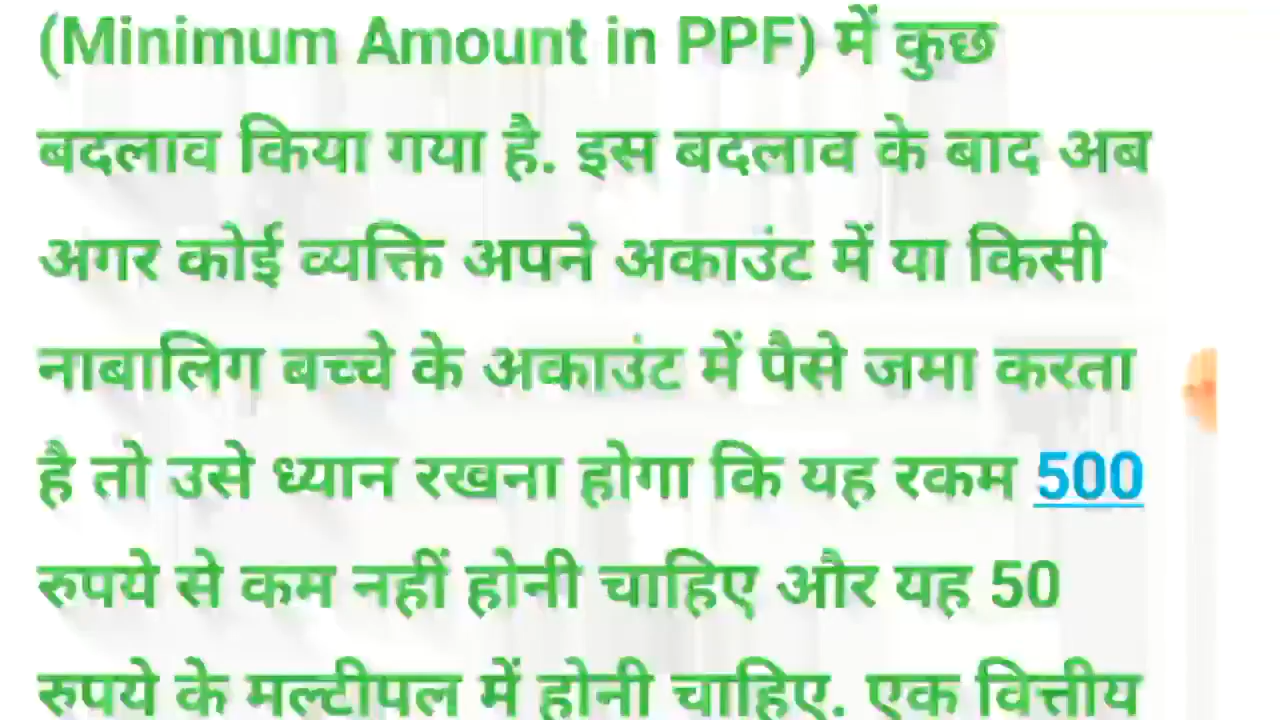 (Minimum Amount in PPF) में कुछ
बदलाव किया गया है. इस बदलाव के बाद अब
अगर कोई व्यक्ति अपने अकाउंट में या किसी
नाबालिग बच्चे के अकाउंट में पैसे जमा करता
है तो उसे ध्यान रखना होगा कि यह रकम 500
रुपये से कम नहीं होनी चाहिए और यह 50
रुपये के मल्टीपल में होनी चाहिए. एक वित्तीय